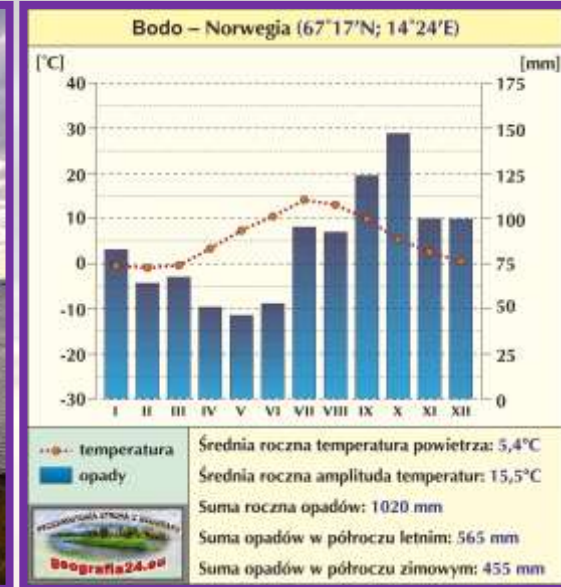 Bodo – Norwegia (67°17'N; 14°24'E)
[°C] [mm]
40 175
30 150
20 125
10 100
0 75
-10 50
-20 25
-30 0
I II III IV V VI VII VIII IX X XI XII
temperatura
opady
Średnia roczna temperatura powietrza: 5,4°C
Średnia roczna amplituda temperatur: 15,5°C
Suma roczna opadów: 1020 mm
Suma opadów w półroczu letnim: 565 mm
Suma opadów w półroczu zimowym: 455 mm
geografia24.eu